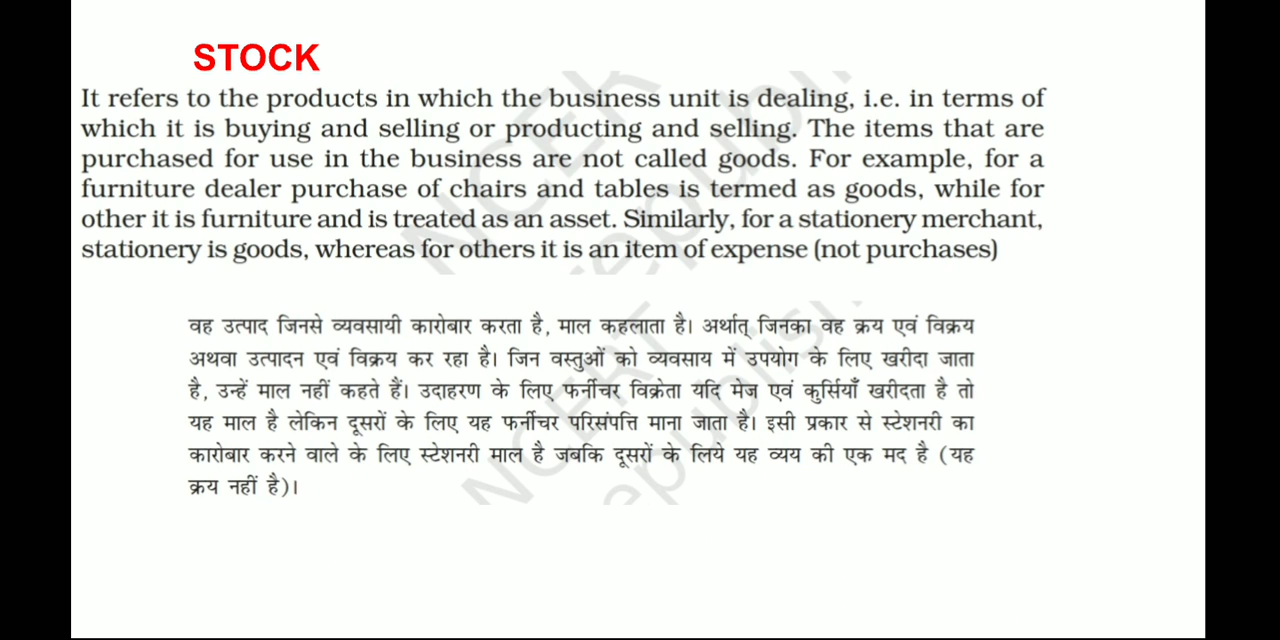 STOCK
It refers to the products in which the business unit is dealing, i.e. in terms of
which it is buying and selling or producting and selling. The items that are
purchased for use in the business are not called goods. For example, for a
furniture dealer purchase of chairs and tables is termed as goods, while for
other it is furniture and is treated as an asset. Similarly, for a stationery merchant,
stationery is goods, whereas for others it is an item of expense (not purchases)
वह उत्पाद जिनसे व्यवसायी कारोबार करता है, माल कहलाता है। अर्थात् जिनका वह क्रय एवं विक्रय
अथवा उत्पादन एवं विक्रय कर रहा है। जिन वस्तुओं को व्यवसाय में उपयोग के लिए खरीदा जाता
है, उन्हें माल नहीं कहते हैं। उदाहरण के लिए फर्नीचर विक्रेता यदि मेज एवं कुर्सियाँ खरीदता है तो
यह माल है लेकिन दूसरों के लिए यह फर्नीचर परिसंपत्ति माना जाता है। इसी प्रकार से स्टेशनरी का
कारोबार करने वाले के लिए स्टेशनरी माल है जबकि दूसरों के लिये यह व्यय की एक मद है (यह
क्रय नहीं है)।